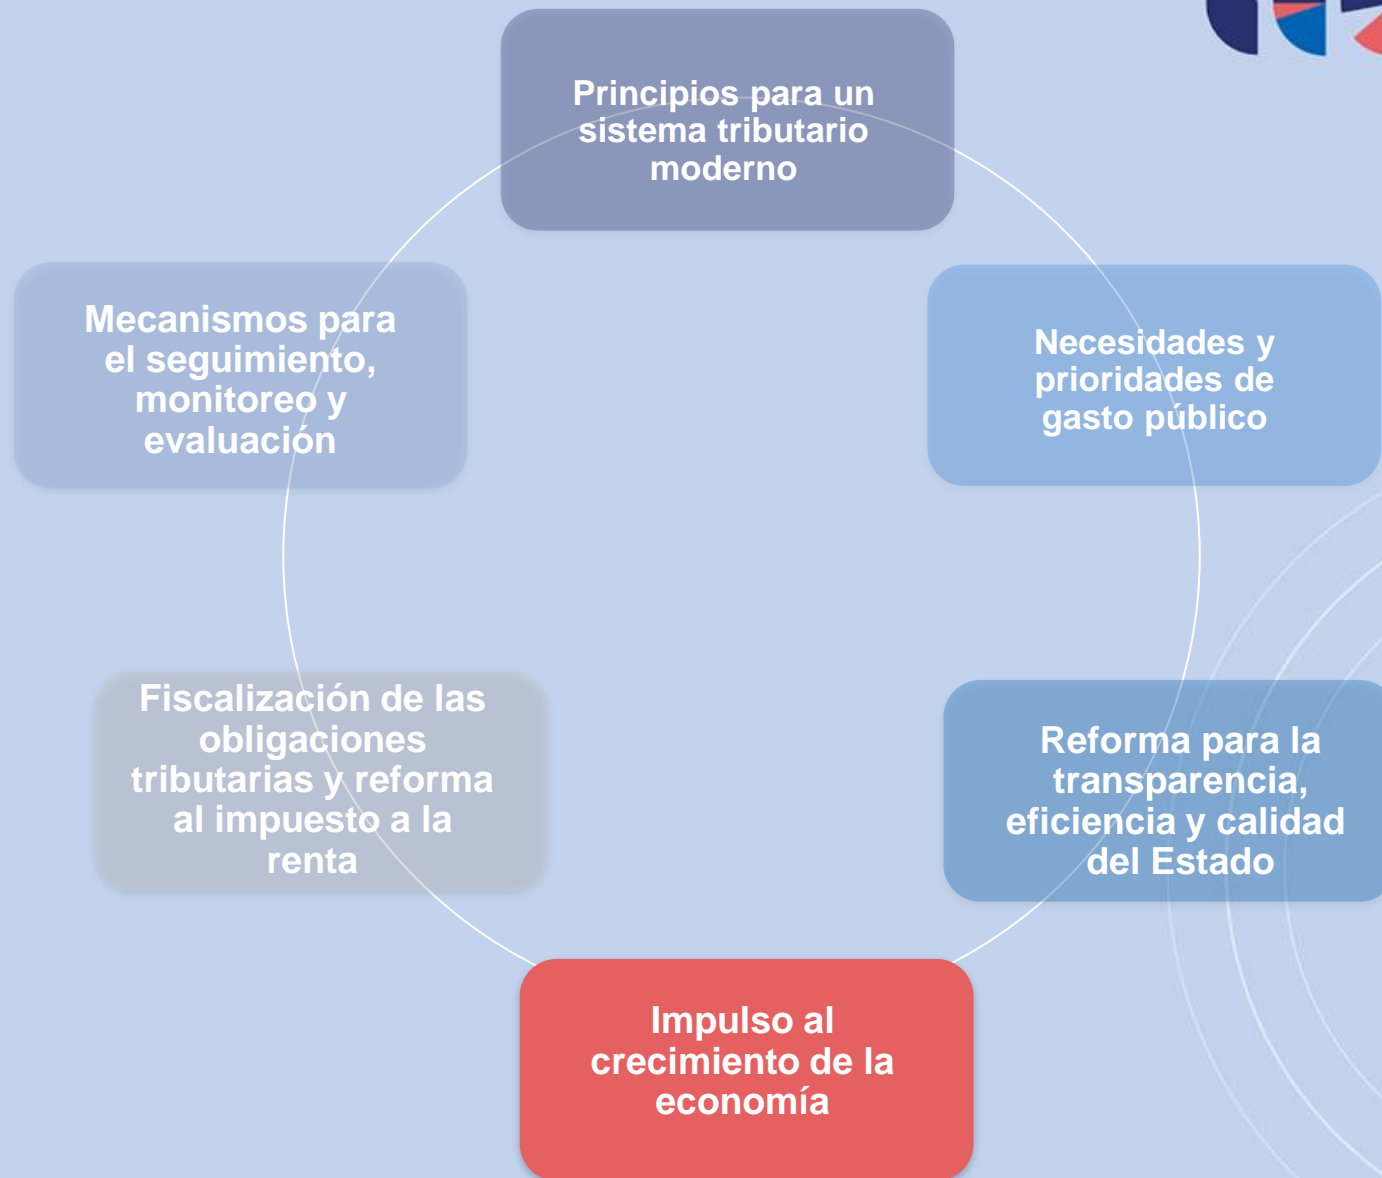 Principios para un
sistema tributario
moderno
Necesidades y
prioridades de
gasto público
Reforma para la
transparencia,
eficiencia y calidad
del Estado
Impulso al
crecimiento de la
economía
Fiscalización de las
obligaciones
tributarias y reforma
al impuesto a la
renta
Mecanismos para
el seguimiento,
monitoreo y
evaluación